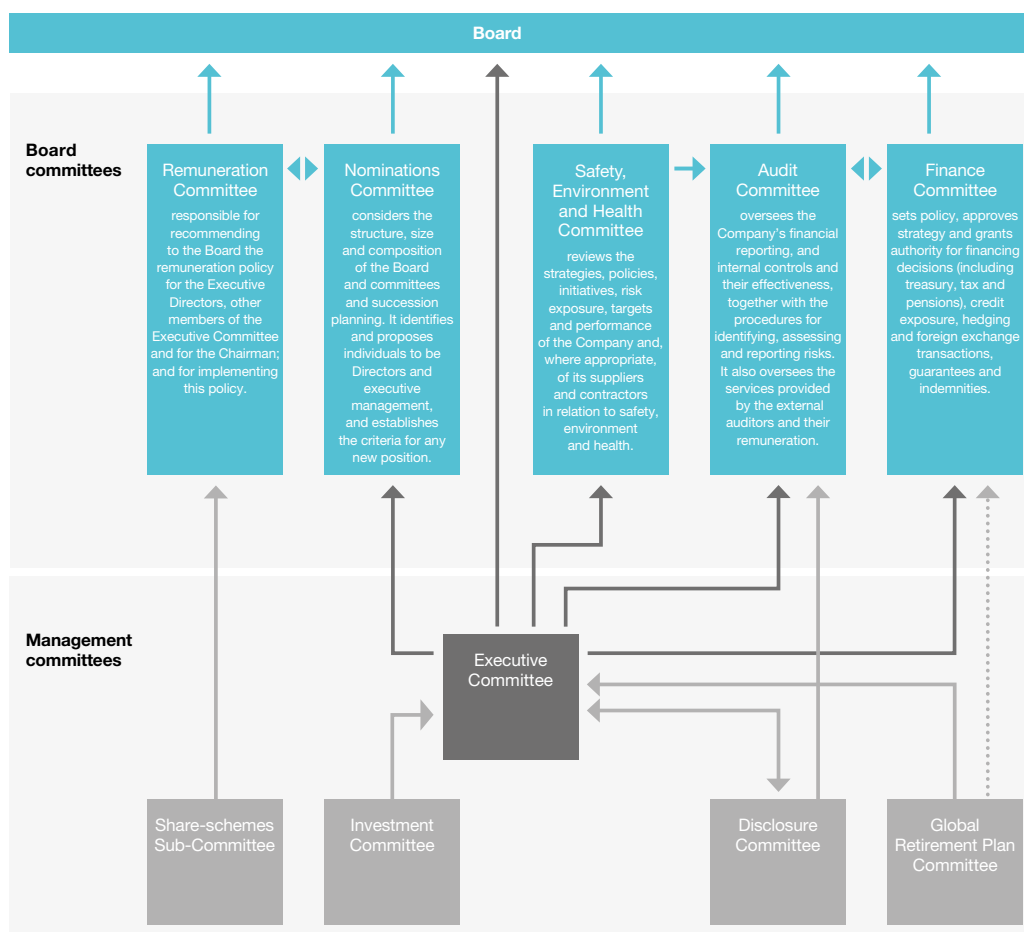 Board
Board
committees
Remuneration
Committee
responsible for
recommending
to the Board the
remuneration policy
for the Executive
Directors, other
members of the
Executive Committee
and for the Chairman;
and for implementing
this policy.
Nominations
Committee
considers the
structure, size
and composition
of the Board
and committees
and succession
planning. It identifies
and proposes
individuals to be
Directors and
executive
management,
and establishes
the criteria for any
new position.
Safety,
Environment
and Health
Committee
reviews the
strategies, policies,
initiatives, risk
exposure, targets
and performance
of the Company and,
where appropriate,
of its suppliers
and contractors
in relation to safety,
environment
and health.
Audit
Committee
oversees the
Company's financial
reporting, and
internal controls and
their effectiveness,
together with the
procedures for
identifying, assessing
and reporting risks.
It also oversees the
services provided
by the external
auditors and their
remuneration.
Finance
Committee
sets policy, approves
strategy and grants
authority for financing
decisions (including
treasury, tax and
pensions), credit
exposure, hedging
and foreign exchange
transactions,
guarantees and
indemnities.
Management
committees
Executive
Committee
Share-schemes
Sub-Committee
Investment
Committee
Disclosure
Committee
Global
Retirement Plan
Committee